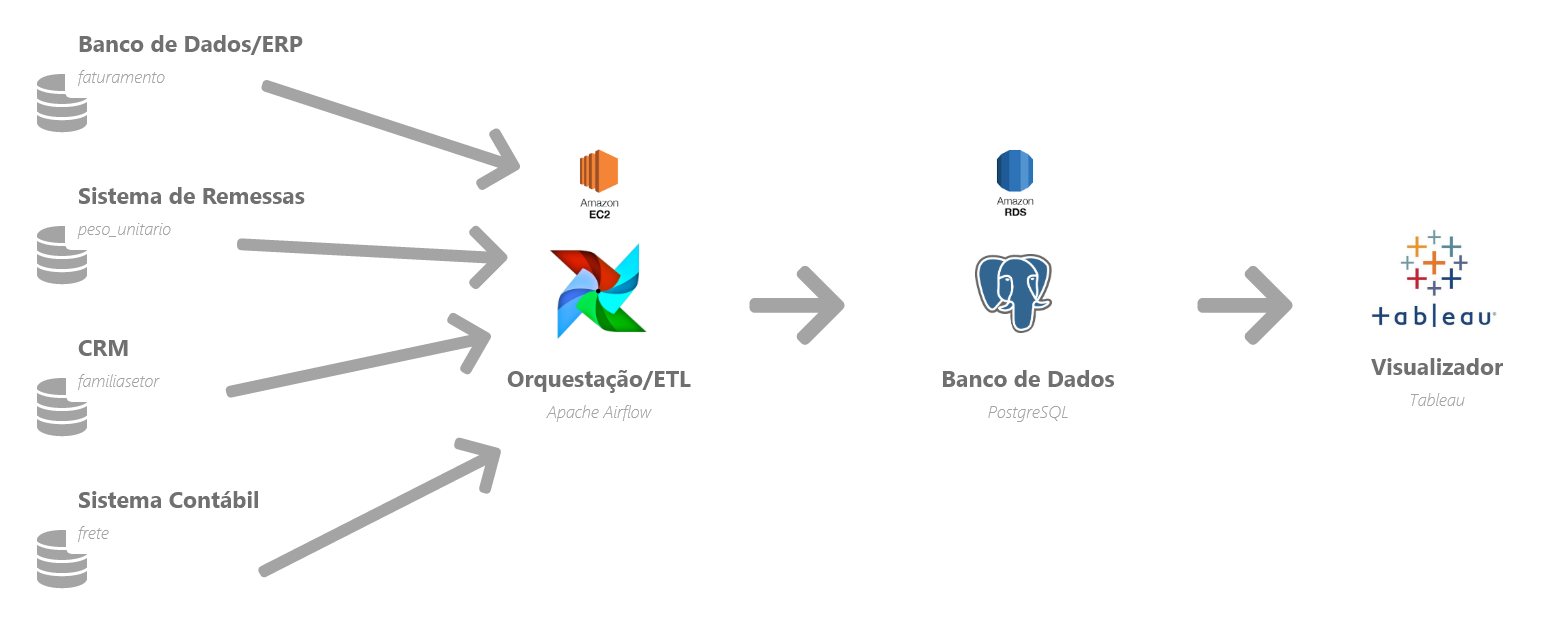 Banco de Dados/ERP
faturamento
Sistema de Remessas
peso_unitario
CRM
familiasetor
Sistema Contábil
frete
Amazon
EC2
Orquestação/ETL
Apache Airflow
Amazon
RDS
Banco de Dados
PostgreSQL
+ableau
Visualizador
Tableau